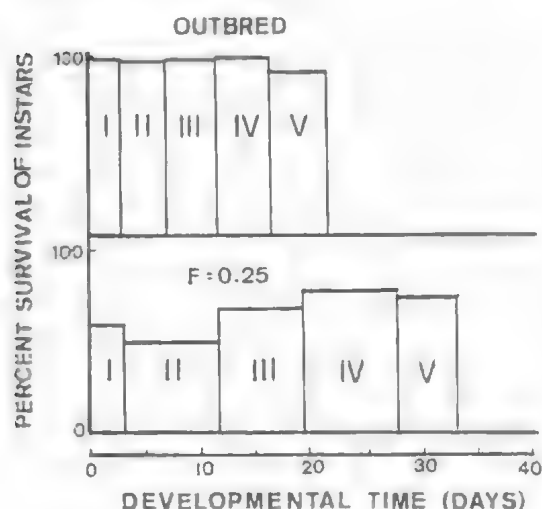 OUTBRED
PERCENT SURVIVAL OF INSTARS
100
I II III IV V
0
100
F = 0.25
I II III IV V
0
0 10 20 30 40
DEVELOPMENTAL TIME (DAYS)